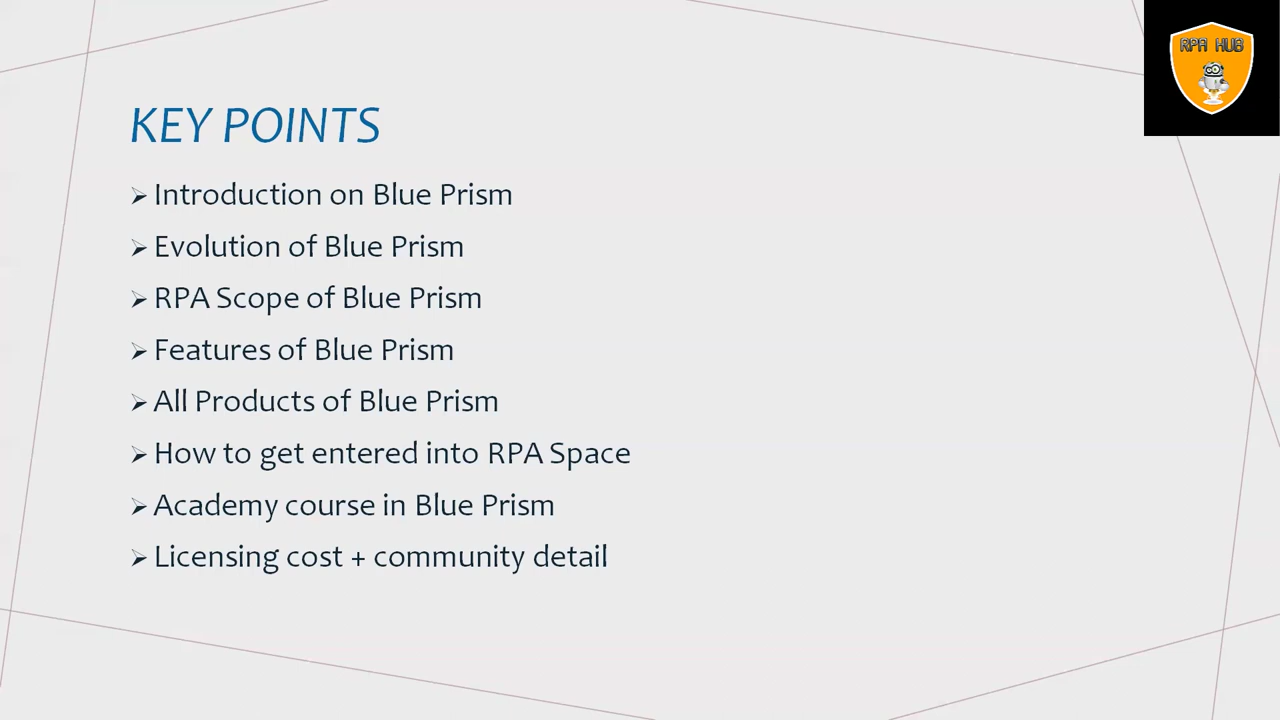 RPA HUB
KEY POINTS
Introduction on Blue Prism
Evolution of Blue Prism
RPA Scope of Blue Prism
Features of Blue Prism
All Products of Blue Prism
How to get entered into RPA Space
Academy course in Blue Prism
Licensing cost + community detail